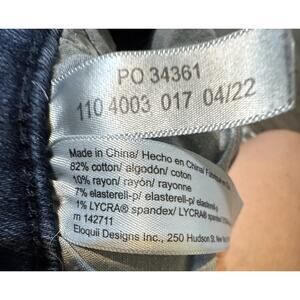 PO 34361
110 4003 017 04/22
Made in China/ Hecho en China/
82% cotton/ algodón/ coton
10% rayon/ rayón/ rayonne
7% elasterell-p/ elasterell-p/ elasterell-p
1% LYCRA® spandex/ LYCRA®
m 142711
Eloquii Designs Inc., 250 Hudson St.